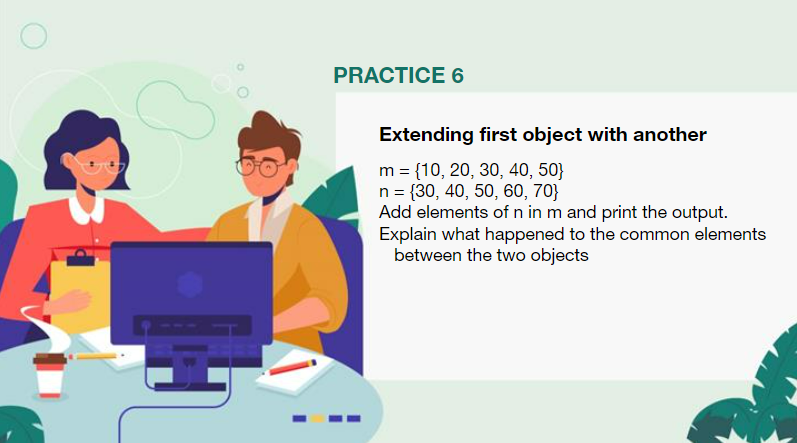 PRACTICE 6
Extending first object with another
m = {10, 20, 30, 40, 50}
n = {30, 40, 50, 60, 70}
Add elements of n in m and print the output.
Explain what happened to the common elements
between the two objects